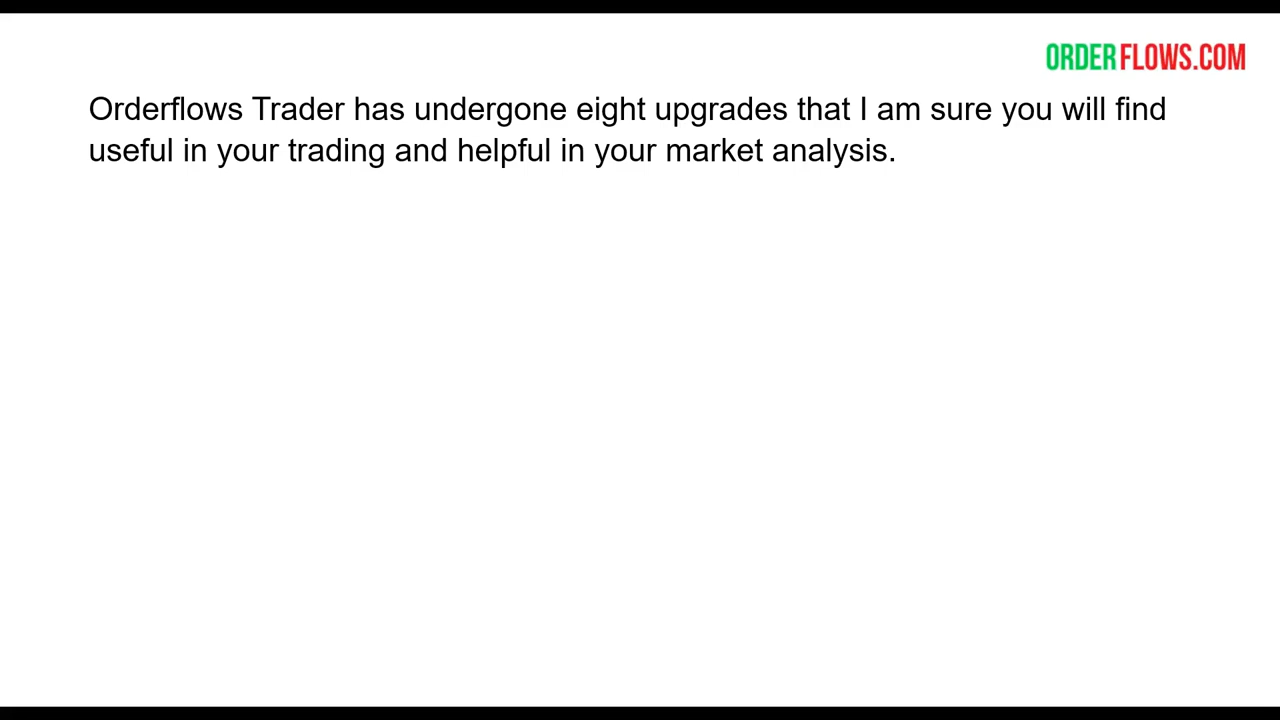 ORDERFLOWS.COM
Orderflows Trader has undergone eight upgrades that I am sure you will find
useful in your trading and helpful in your market analysis.